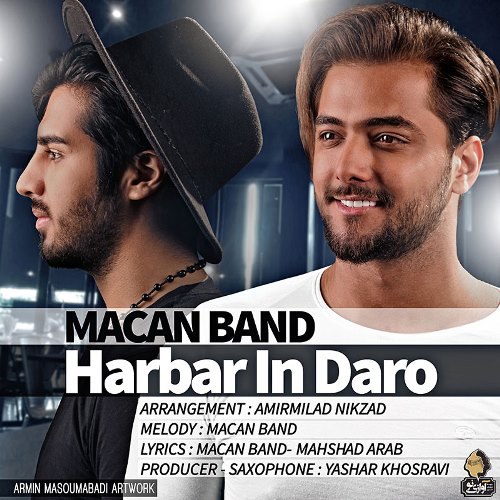 MACAN BAND
Harbar In Daro
ARRANGEMENT : AMIRMILAD NIKZAD
MELODY : MACAN BAND
LYRICS : MACAN BAND- MAHSHAD ARAB
PRODUCER - SAXOPHONE : YASHAR KHOSRAVI
ARMIN MASOUMABADI ARTWORK